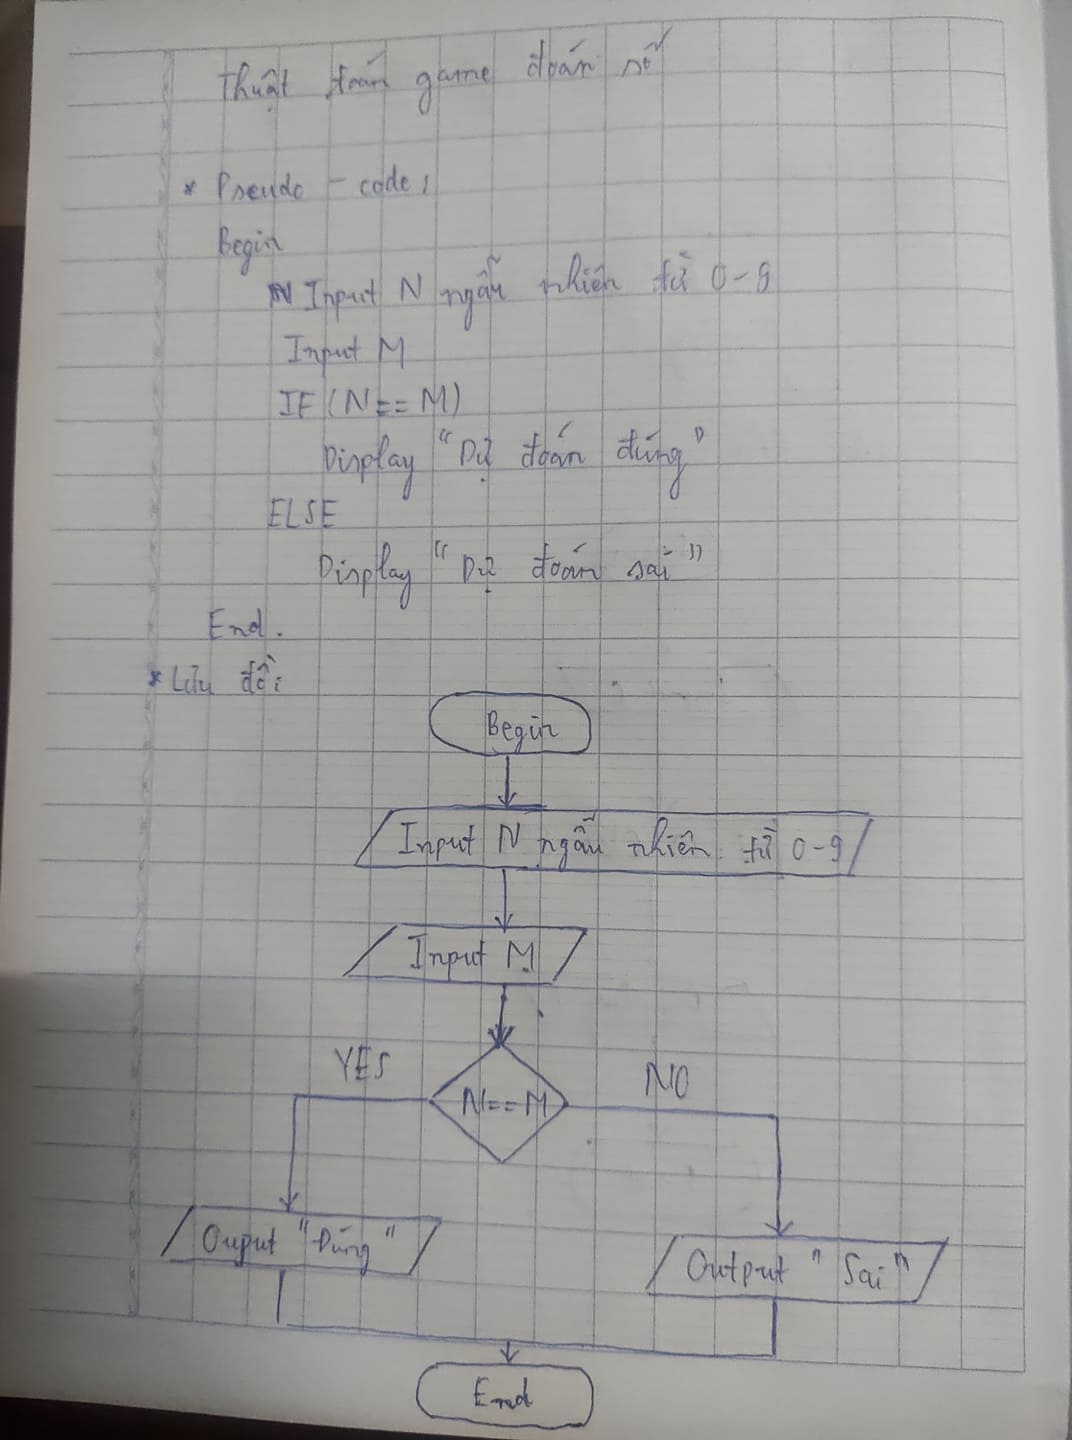 Thuật toán game đoán số
* Pseudo - code:
Begin
Input N ngẫu nhiên từ 0-9
Input M
IF (N == M)
Display "Dự đoán đúng"
ELSE
Display "Dự đoán sai"
End.
* Lưu đồ:
Begin
Input N ngẫu nhiên từ 0-9
Input M
YES
NO
N==M
Ouput "Đúng"
Output "Sai"
End